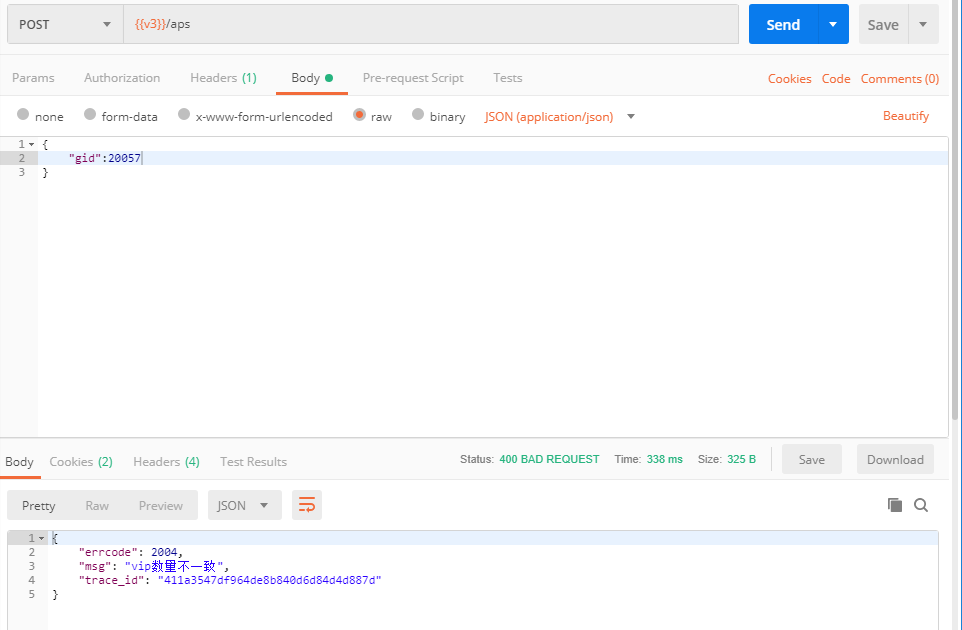 POST {{v3}}/aps Send Save
Params Authorization Headers (1) Body Pre-request Script Tests Cookies Code Comments (0)
none form-data x-www-form-urlencoded raw binary JSON (application/json) Beautify
1 {
2 "gid":20057
3 }
Body Cookies (2) Headers (4) Test Results Status: 400 BAD REQUEST Time: 338 ms Size: 325 B Save Download
Pretty Raw Preview JSON
1 {
2 "errcode": 2004,
3 "msg": "vip数里不一致",
4 "trace_id": "411a3547df964de8b840d6d84d4d887d"
5 }